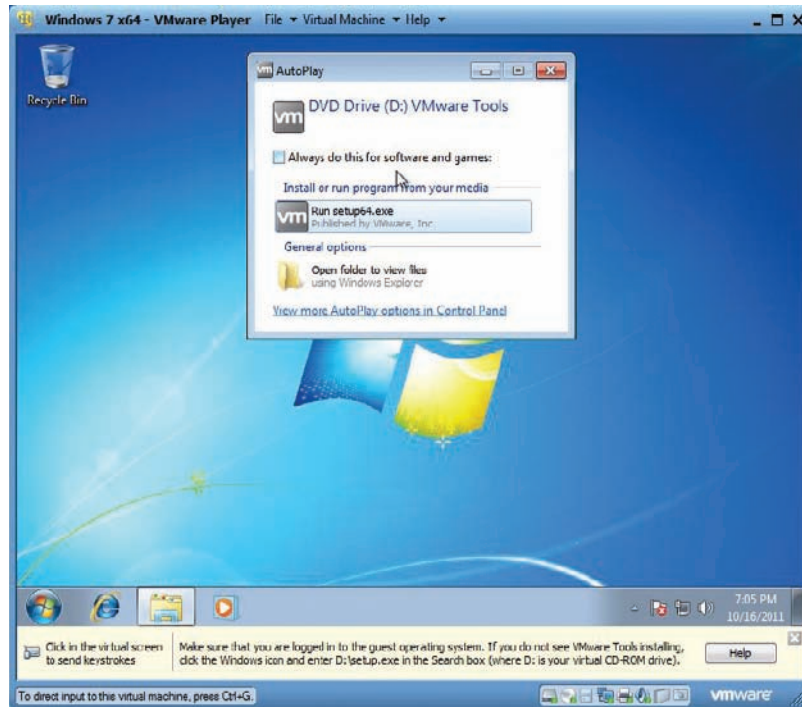 Windows 7 x64 - VMware Player File Virtual Machine Help
Recycle Bin
AutoPlay
vm
DVD Drive (D:) VMware Tools
Always do this for software and games:
Install or run program from your media
vm
Run setup64.exe
Published by VMware, Inc.
General options
Open folder to view files
using Windows Explorer
View more AutoPlay options in Control Panel
7:05 PM
10/16/2011
Click in the virtual screen
to send keystrokes
Make sure that you are logged in to the guest operating system. If you do not see VMware Tools installing,
click the Windows icon and enter D:\setup.exe in the Search box (where D: is your virtual CD-ROM drive).
Help
To direct input to this virtual machine, press Ctrl+G.
vmware